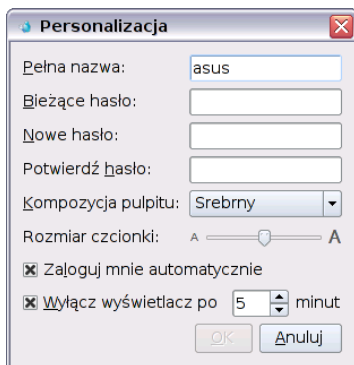 Personalizacja
Pełna nazwa: asus
Bieżące hasło:
Nowe hasło:
Potwierdź hasło:
Kompozycja pulpitu: Srebrny
Rozmiar czcionki: A A
Zaloguj mnie automatycznie
Wyłącz wyświetlacz po 5 minut
OK Anuluj